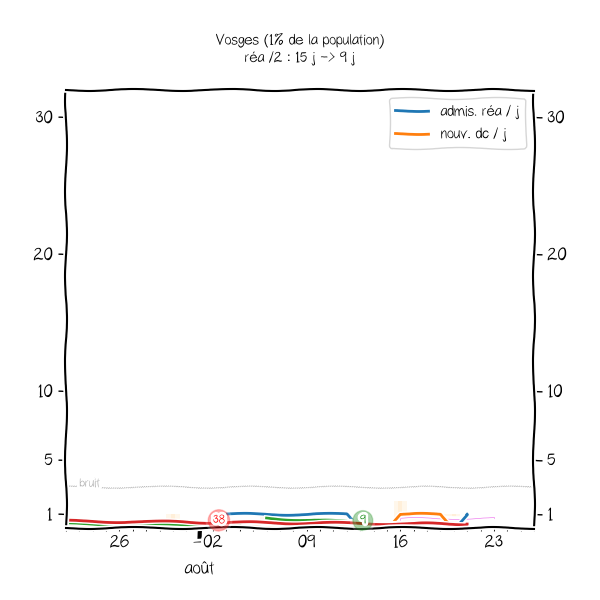 Vosges (1% de la population)
réa /2 : 15 j -> 9 j
admis. réa / j
nouv. dc / j
30
30
20
20
10
10
5
5
bruit
1
1
38
9
26
02
09
16
23
août